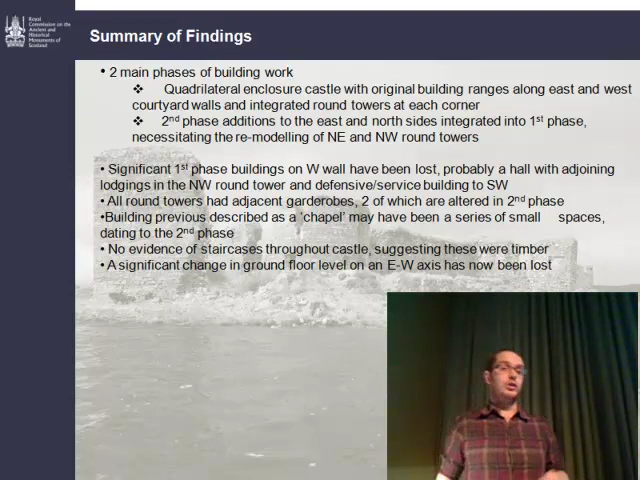 Royal
Commission on the
Ancient and
Historical
Monuments of
Scotland
Summary of Findings
• 2 main phases of building work
❖ Quadrilateral enclosure castle with original building ranges along east and west
courtyard walls and integrated round towers at each corner
❖ 2nd phase additions to the east and north sides integrated into 1st phase,
necessitating the re-modelling of NE and NW round towers
• Significant 1st phase buildings on W wall have been lost, probably a hall with adjoining
lodgings in the NW round tower and defensive/service building to SW
• All round towers had adjacent garderobes, 2 of which are altered in 2nd phase
• Building previous described as a ‘chapel’ may have been a series of small spaces,
dating to the 2nd phase
• No evidence of staircases throughout castle, suggesting these were timber
• A significant change in ground floor level on an E-W axis has now been lost